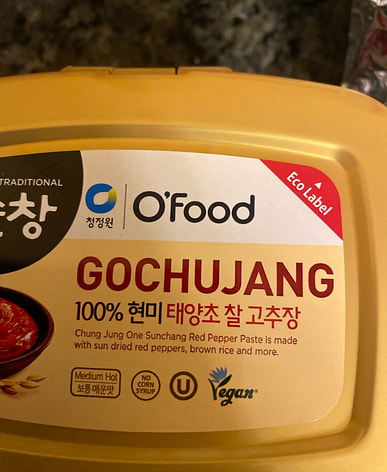 TRADITIONAL
창
청정원
O'Food
Eco Label
GOCHUJANG
100% 현미 태양초 찰 고추장
Chung Jung One Sunchang Red Pepper Paste is made
with sun dried red peppers, brown rice and more.
Medium Hot
보통 매운맛
NO
CORN
SYRUP
U
Vegan